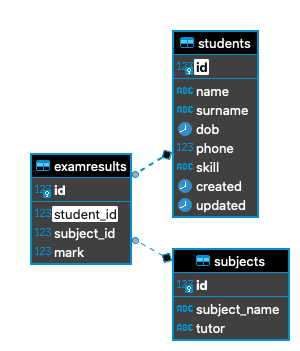 students
123 id
ABC name
ABC surname
dob
123 phone
ABC skill
created
updated
examresults
123 id
123 student_id
123 subject_id
123 mark
subjects
123 id
ABC subject_name
ABC tutor